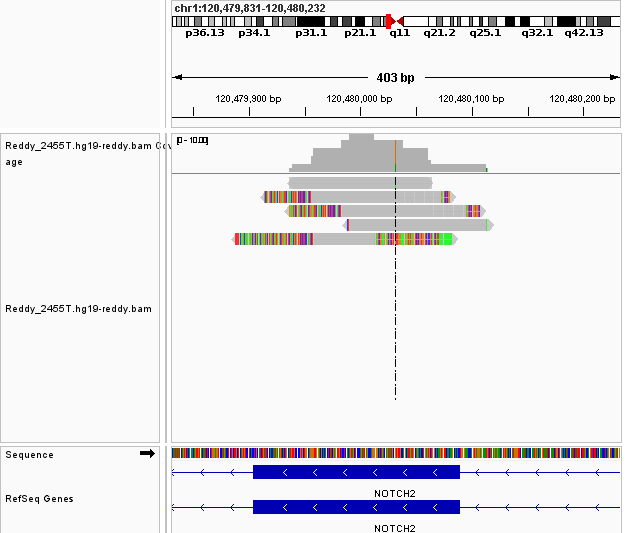 chr1:120,479,831-120,480,232
p36.13 p34.1 p31.1 p21.1 q11 q21.2 q25.1 q32.1 q42.13
403 bp
120,479,900 bp 120,480,000 bp 120,480,100 bp 120,480,200 bp
Reddy_2455T.hg19-reddy.bam Cov
age
[0 - 10.00]
Reddy_2455T.hg19-reddy.bam
Sequence
NOTCH2
RefSeq Genes
NOTCH2